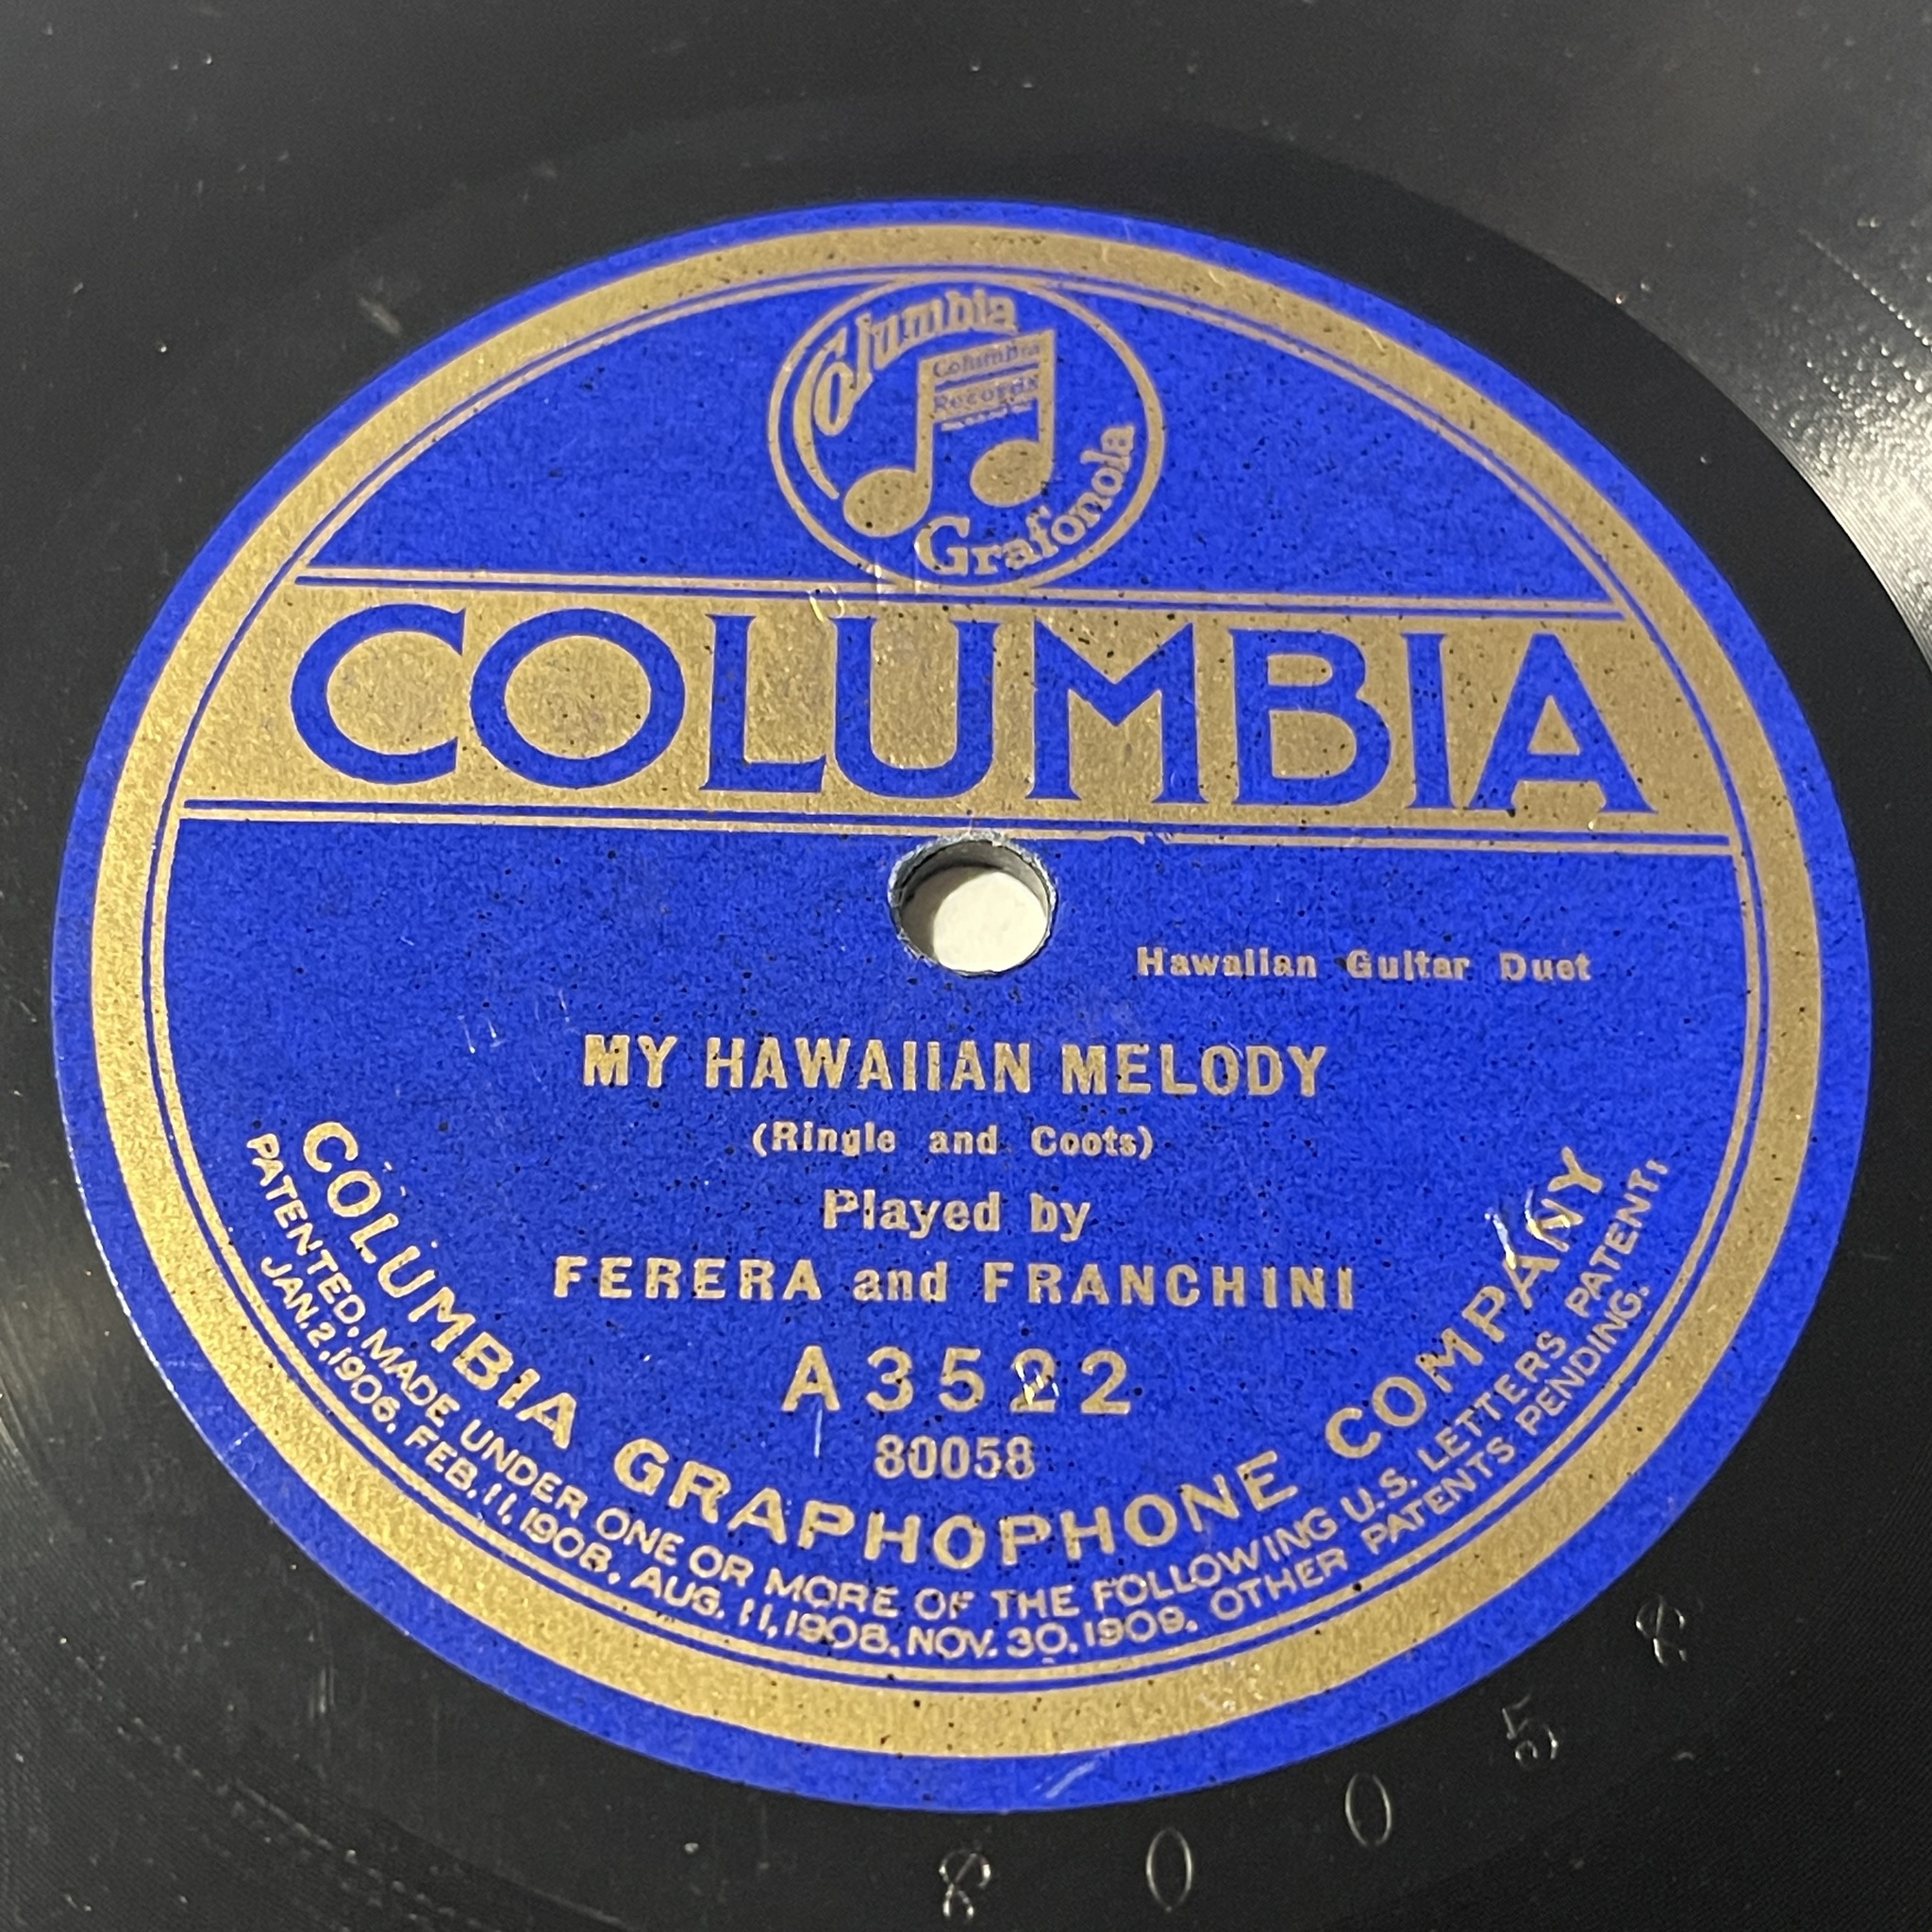 Columbia
Columbia
Records
Grafonola
COLUMBIA
Hawaiian Guitar Duet
MY HAWAIIAN MELODY
(Ringle and Coots)
Played by
FERERA and FRANCHINI
A3522
80058
COLUMBIA GRAPHOPHONE COMPANY
PATENTED, MADE UNDER ONE OR MORE OF THE FOLLOWING U.S. LETTERS PATENT:
JAN. 2, 1906, FEB. 11, 1908, AUG. 11, 1908, NOV. 30, 1909. OTHER PATENTS PENDING.
80058